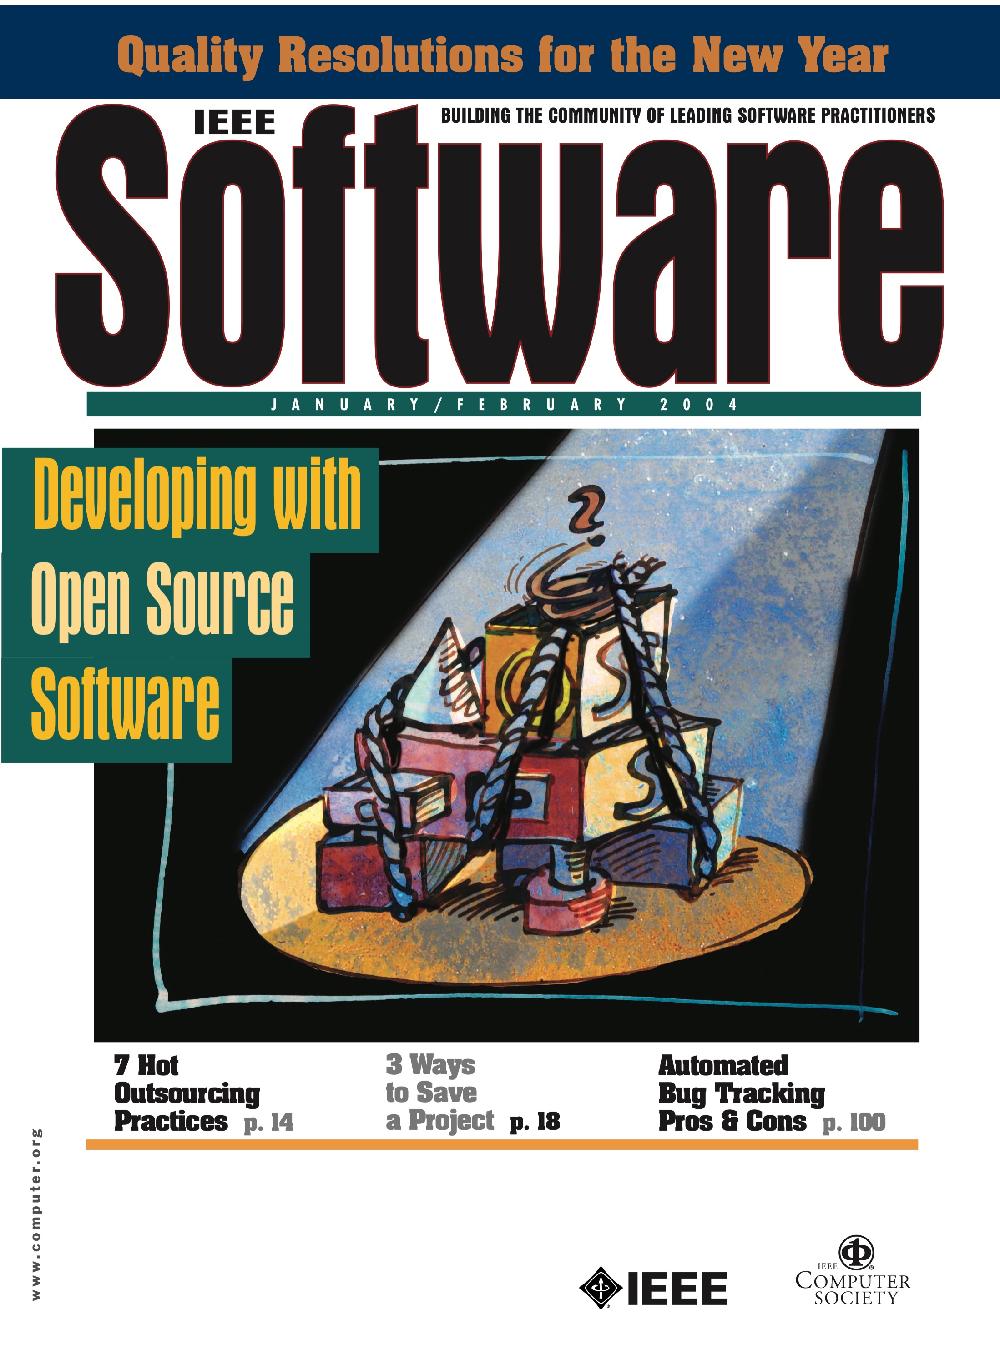 Quality Resolutions for the New Year
IEEE
BUILDING THE COMMUNITY OF LEADING SOFTWARE PRACTITIONERS
Software
JANUARY/FEBRUARY 2004
Developing with
Open Source
Software
?
O S
S
7 Hot
Outsourcing
Practices p. 14
3 Ways
to Save
a Project p. 18
Automated
Bug Tracking
Pros & Cons p. 100
www.computer.org
IEEE
IEEE
COMPUTER
SOCIETY